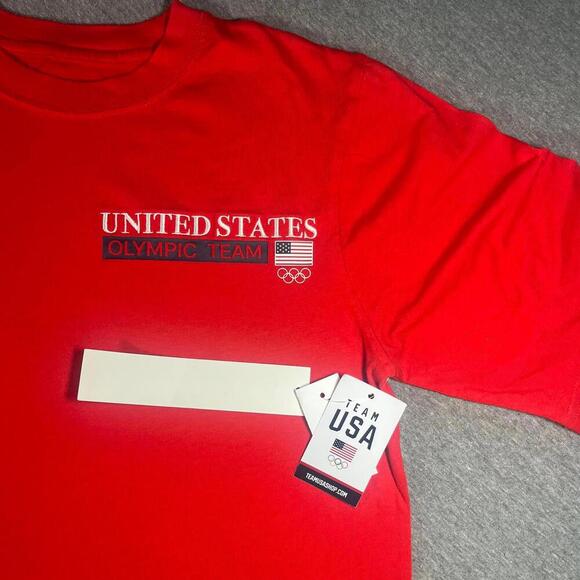 UNITED STATES
OLYMPIC TEAM
TEAM
USA
TEAMUSASHOP.COM